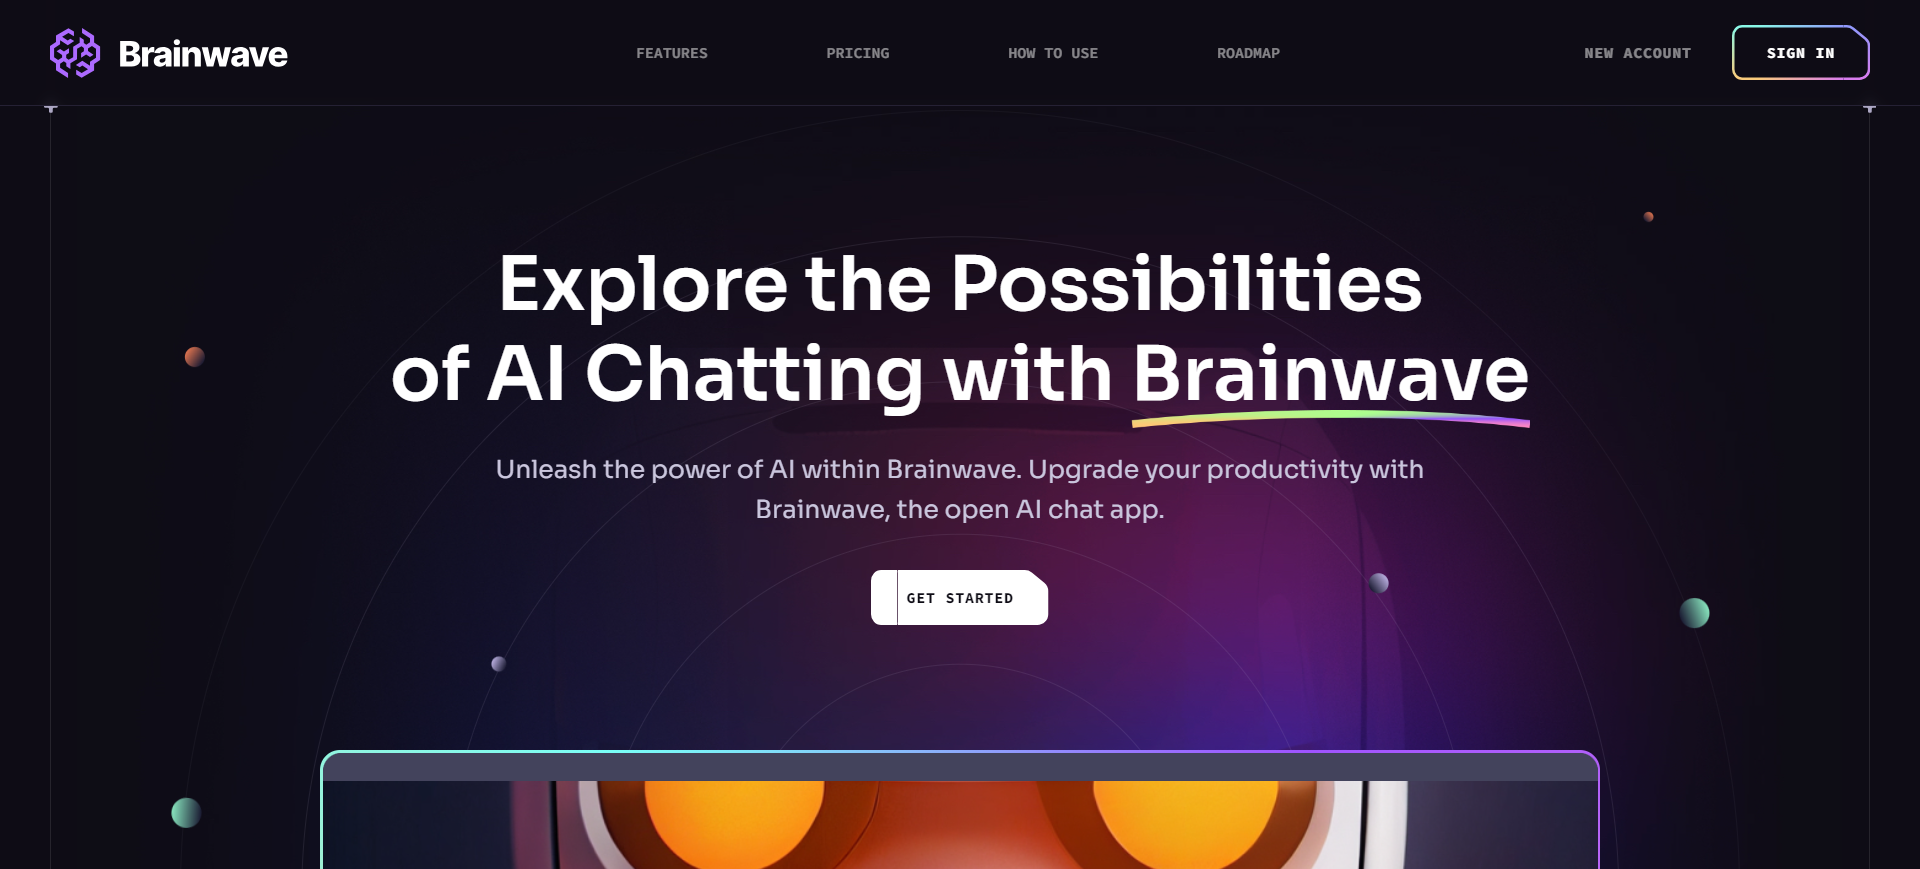 Brainwave
FEATURES
PRICING
HOW TO USE
ROADMAP
NEW ACCOUNT
SIGN IN
Explore the Possibilities
of AI Chatting with Brainwave
Unleash the power of AI within Brainwave. Upgrade your productivity with
Brainwave, the open AI chat app.
GET STARTED